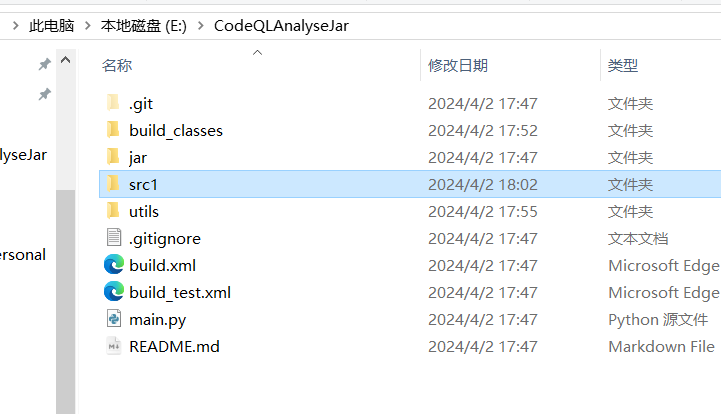 此电脑 > 本地磁盘 (E:) > CodeQLAnalyseJar
名称 修改日期 类型
.git 2024/4/2 17:47 文件夹
build_classes 2024/4/2 17:52 文件夹
lyseJar
jar 2024/4/2 17:47 文件夹
src1 2024/4/2 18:02 文件夹
utils 2024/4/2 17:55 文件夹
.gitignore 2024/4/2 17:47 文本文档
ersonal
build.xml 2024/4/2 17:47 Microsoft Edge
build_test.xml 2024/4/2 17:47 Microsoft Edge
main.py 2024/4/2 17:47 Python 源文件
README.md 2024/4/2 17:47 Markdown File